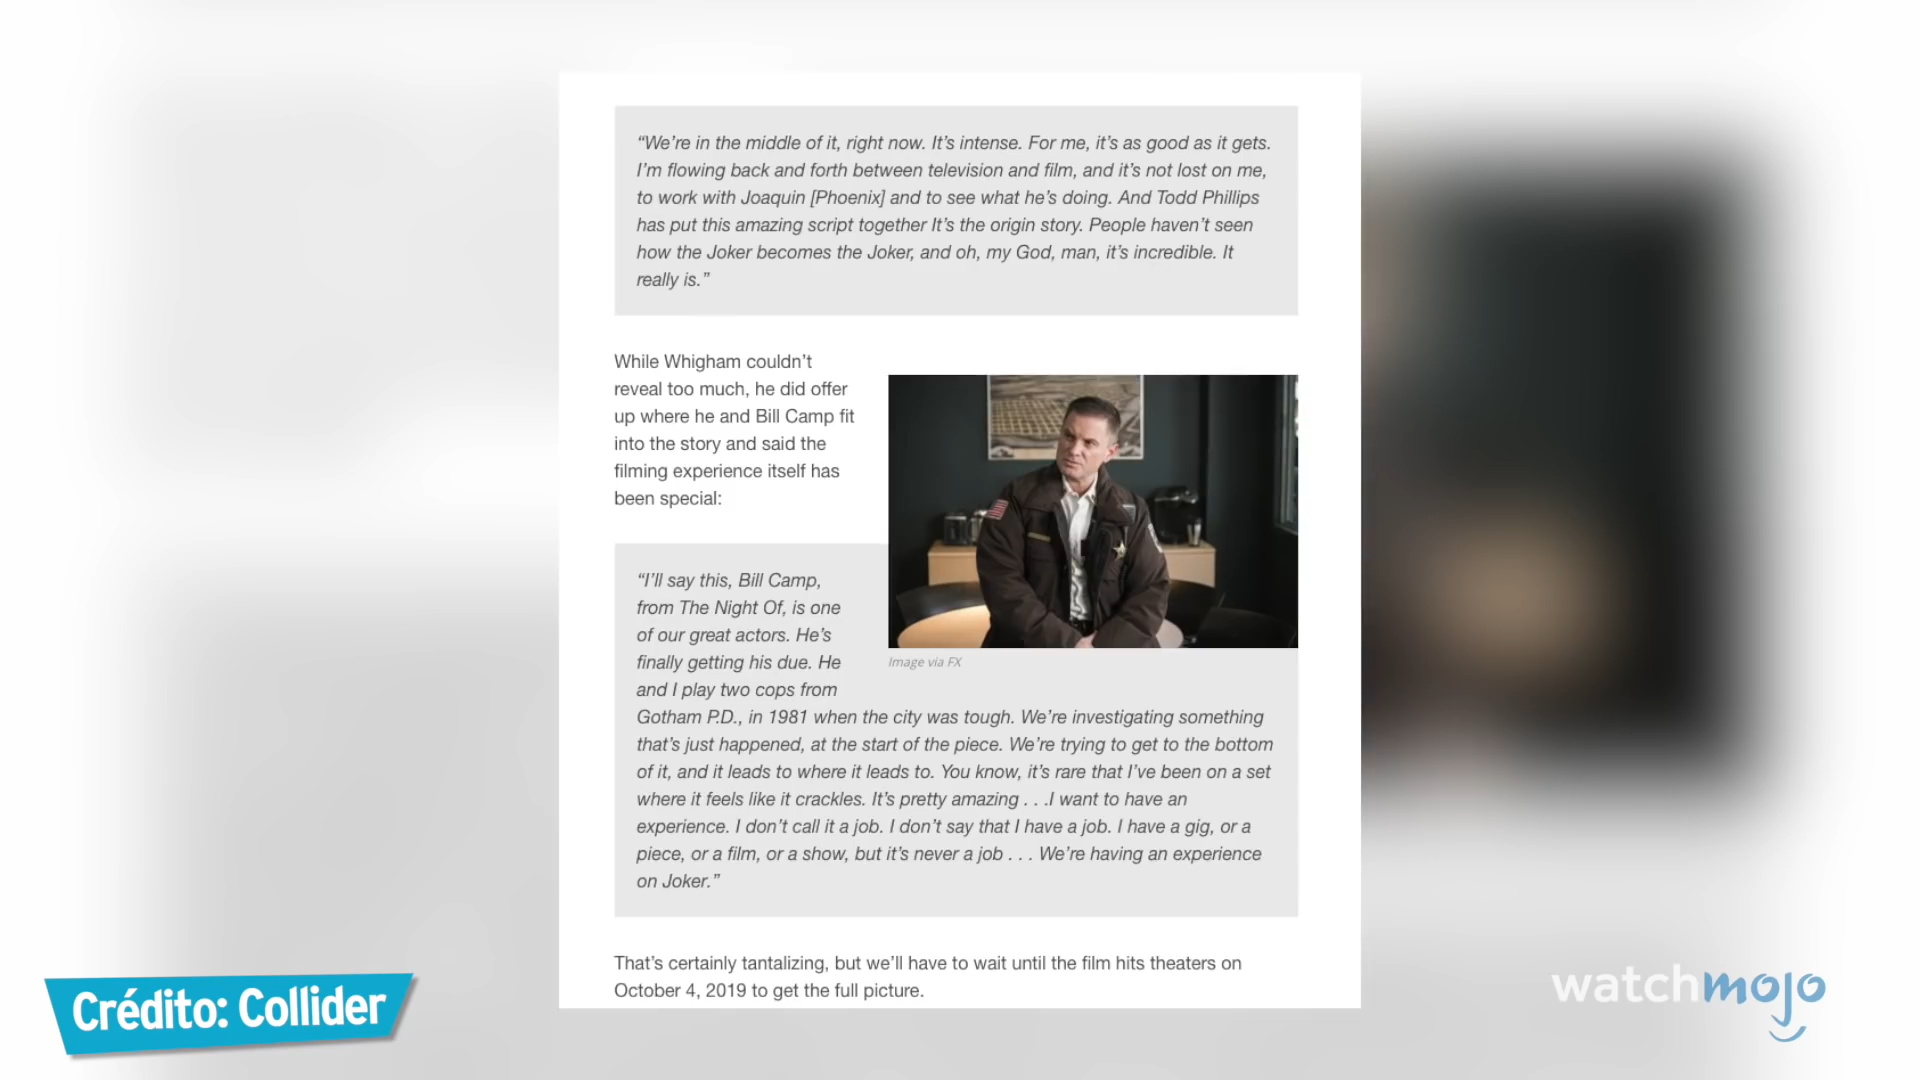 “We’re in the middle of it, right now. It’s intense. For me, it’s as good as it gets.
I’m flowing back and forth between television and film, and it’s not lost on me,
to work with Joaquin [Phoenix] and to see what he’s doing. And Todd Phillips
has put this amazing script together It’s the origin story. People haven’t seen
how the Joker becomes the Joker, and oh, my God, man, it’s incredible. It
really is.”
While Whigham couldn’t
reveal too much, he did offer
up where he and Bill Camp fit
into the story and said the
filming experience itself has
been special:
“I’ll say this, Bill Camp,
from The Night Of, is one
of our great actors. He’s
finally getting his due. He
and I play two cops from
Gotham P.D., in 1981 when the city was tough. We’re investigating something
that’s just happened, at the start of the piece. We’re trying to get to the bottom
of it, and it leads to where it leads to. You know, it’s rare that I’ve been on a set
where it feels like it crackles. It’s pretty amazing . . .I want to have an
experience. I don’t call it a job. I don’t say that I have a job. I have a gig, or a
piece, or a film, or a show, but it’s never a job . . . We’re having an experience
on Joker.”
Image via FX
That’s certainly tantalizing, but we’ll have to wait until the film hits theaters on
October 4, 2019 to get the full picture.
Crédito: Collider
watchmojo